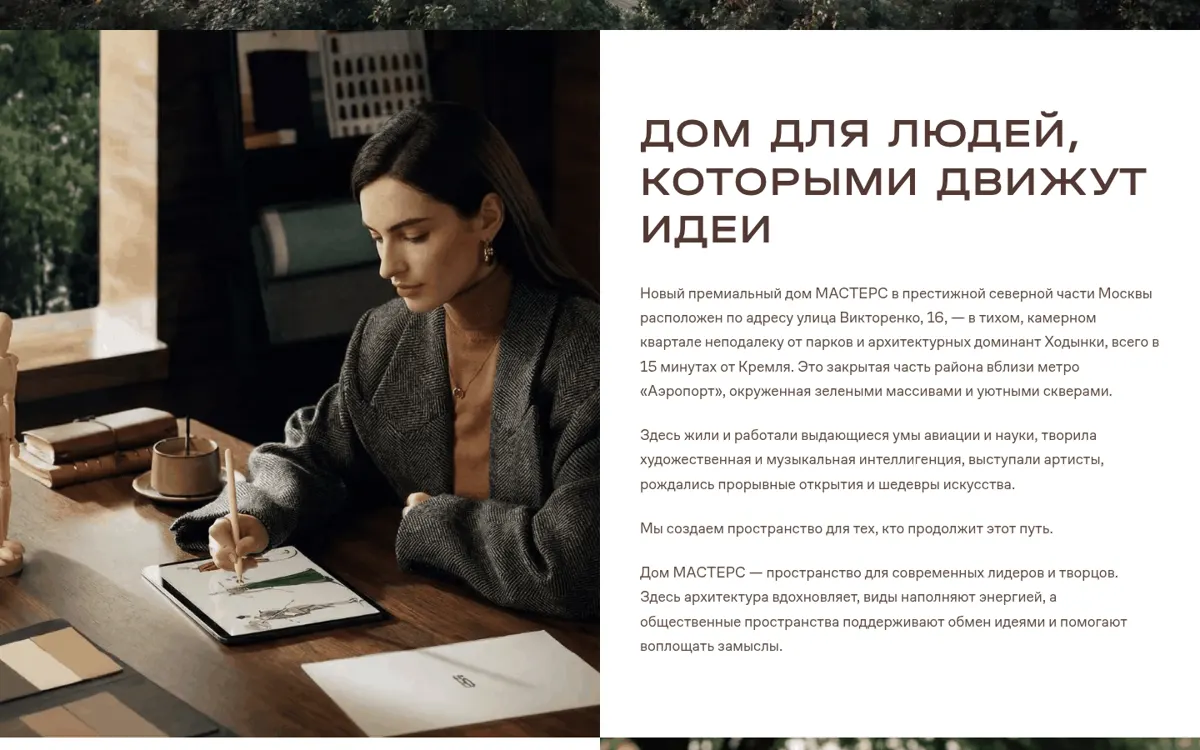 ДОМ ДЛЯ ЛЮДЕЙ,
КОТОРЫМИ ДВИЖУТ
ИДЕИ
Новый премиальный дом МАСТЕРС в престижной северной части Москвы
расположен по адресу улица Викторенко, 16, — в тихом, камерном
квартале неподалеку от парков и архитектурных доминант Ходынки, всего в
15 минутах от Кремля. Это закрытая часть района вблизи метро
«Аэропорт», окруженная зелеными массивами и уютными скверами.
Здесь жили и работали выдающиеся умы авиации и науки, творила
художественная и музыкальная интеллигенция, выступали артисты,
рождались прорывные открытия и шедевры искусства.
Мы создаем пространство для тех, кто продолжит этот путь.
Дом МАСТЕРС — пространство для современных лидеров и творцов.
Здесь архитектура вдохновляет, виды наполняют энергией, а
общественные пространства поддерживают обмен идеями и помогают
воплощать замыслы.